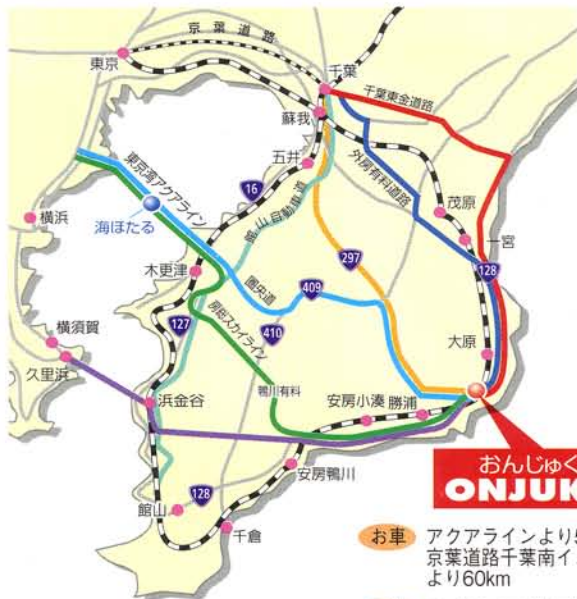 京葉道路
東京
千葉
千葉東金道路
蘇我
五井
外房有料道路
東京湾アクアライン
16
館山自動車道
茂原
横浜
海ほたる
一宮
297
128
木更津
圏央道
409
大原
127
房総スカイライン
410
横須賀
久里浜
鴨川有料
浜金谷
安房小湊
勝浦
安房鴨川
おんじゅく
ONJUK
128
館山
千倉
お車
アクアラインより5
京葉道路千葉南イン
より60km